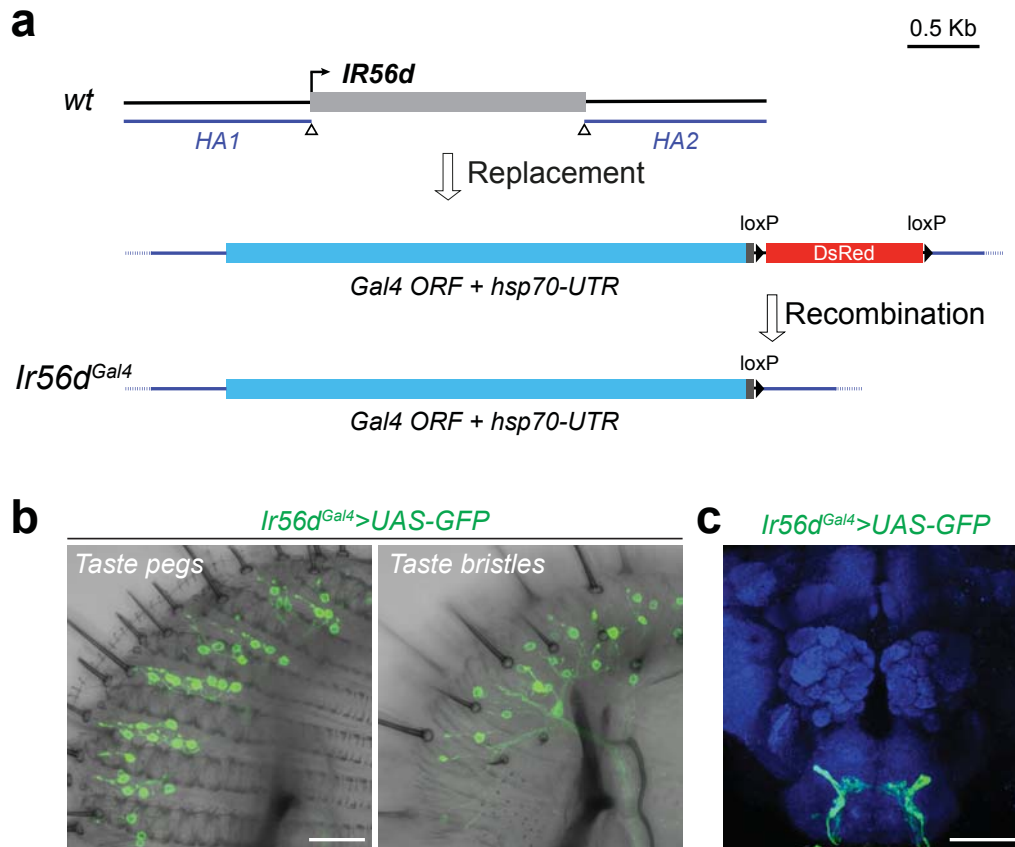 a
0.5 Kb
IR56d
wt
HA1
HA2
Replacement
loxP
loxP
DsRed
Gal4 ORF + hsp70-UTR
Recombination
Ir56d^Gal4
loxP
Gal4 ORF + hsp70-UTR
b
Ir56d^Gal4>UAS-GFP
Taste pegs
Taste bristles
c
Ir56d^Gal4>UAS-GFP